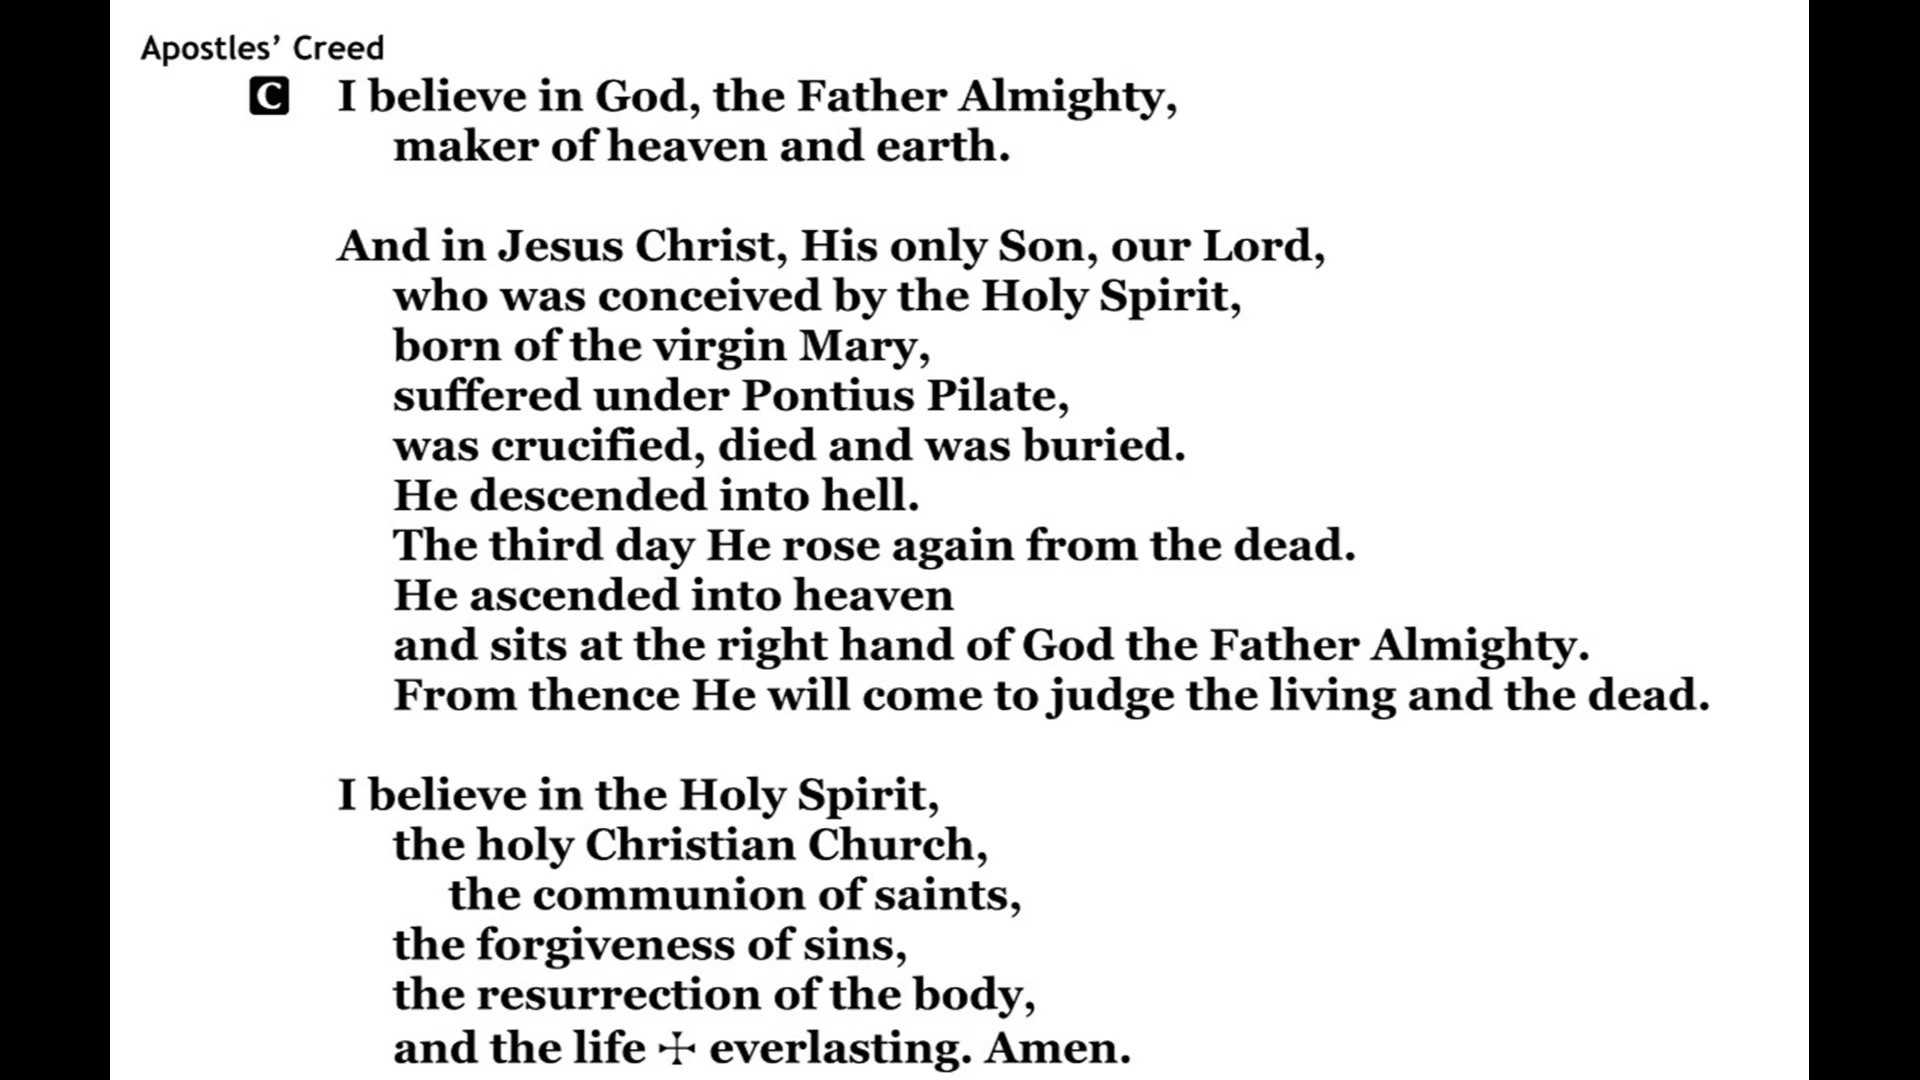 Apostles’ Creed
C I believe in God, the Father Almighty,
maker of heaven and earth.
And in Jesus Christ, His only Son, our Lord,
who was conceived by the Holy Spirit,
born of the virgin Mary,
suffered under Pontius Pilate,
was crucified, died and was buried.
He descended into hell.
The third day He rose again from the dead.
He ascended into heaven
and sits at the right hand of God the Father Almighty.
From thence He will come to judge the living and the dead.
I believe in the Holy Spirit,
the holy Christian Church,
the communion of saints,
the forgiveness of sins,
the resurrection of the body,
and the life ☩ everlasting. Amen.